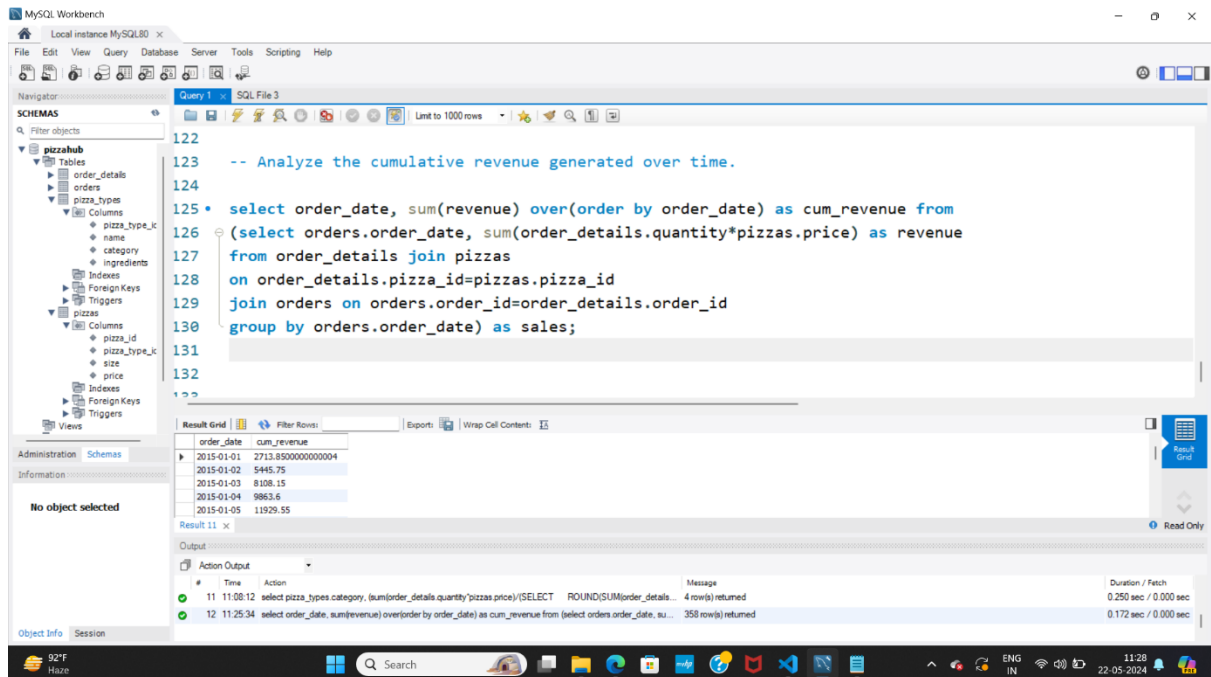 MySQL Workbench
Local instance MySQL80 ×
File Edit View Query Database Server Tools Scripting Help
Navigator
Query 1 × SQL File 3
SCHEMAS
Limit to 1000 rows
Filter objects
pizzahub
Tables
order_details
orders
pizza_types
Columns
pizza_type_ic
name
category
ingredients
Indexes
Foreign Keys
Triggers
pizzas
Columns
pizza_id
pizza_type_ic
size
price
Indexes
Foreign Keys
Triggers
Views
Administration Schemas
Information
No object selected
Object Info Session
122
123 -- Analyze the cumulative revenue generated over time.
124
125 select order_date, sum(revenue) over(order by order_date) as cum_revenue from
126 (select orders.order_date, sum(order_details.quantity*pizzas.price) as revenue
127 from order_details join pizzas
128 on order_details.pizza_id=pizzas.pizza_id
129 join orders on orders.order_id=order_details.order_id
130 group by orders.order_date) as sales;
131
132
133
Result Grid Filter Rows: Export: Wrap Cell Content:
order_date cum_revenue
2015-01-01 2713.8500000000004
2015-01-02 5445.75
2015-01-03 8108.15
2015-01-04 9863.6
2015-01-05 11929.55
Result Grid
Result 11 × Read Only
Output
Action Output
# Time Action Message Duration / Fetch
11 11:08:12 select pizza_types.category, (sum(order_details.quantity*pizzas.price)/(SELECT ROUND(SUM(order_details... 4 row(s) returned 0.250 sec / 0.000 sec
12 11:25:34 select order_date, sum(revenue) over(order by order_date) as cum_revenue from (select orders.order_date, su... 358 row(s) returned 0.172 sec / 0.000 sec
92°F
Haze
Search
ENG
IN
11:28
22-05-2024